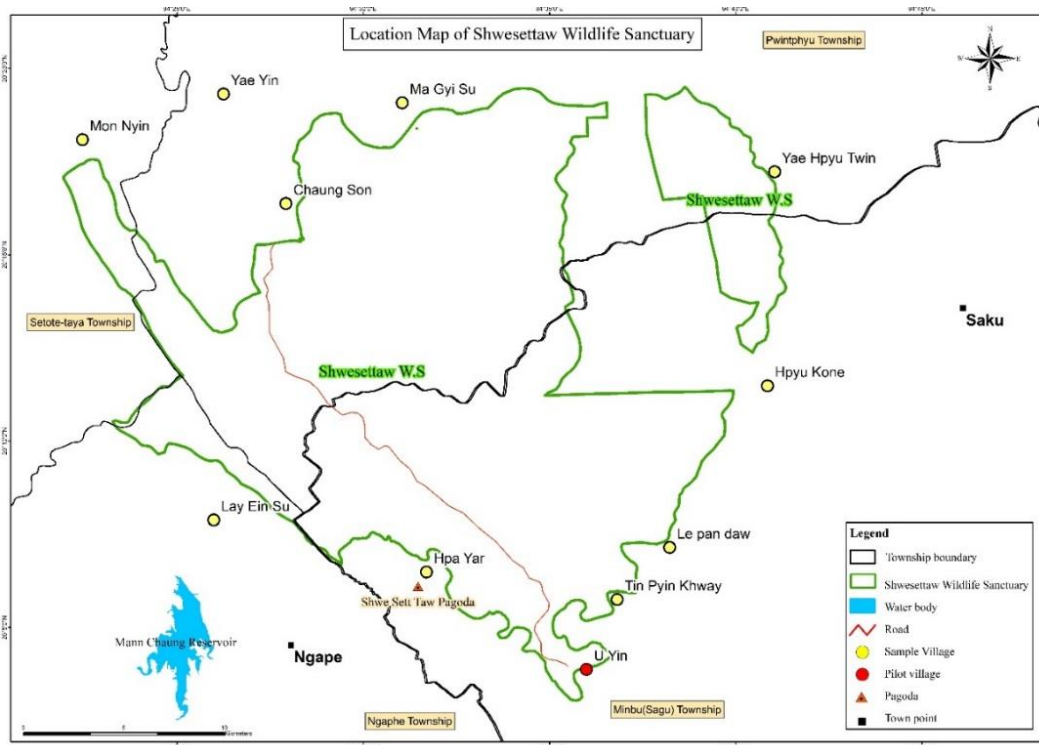 Location Map of Shwesettaw Wildlife Sanctuary
Pwintphyu Township
Yae Yin
Ma Gyi Su
Mon Nyin
Yae Hpyu Twin
Chaung Son
Shwesettaw W.S
Setote-taya Township
Saku
Shwesettaw W.S
Hpyu Kone
Lay Ein Su
Le pan daw
Hpa Yar
Tin Pyin Khway
Shwe Sett Taw Pagoda
Mann Chaung Reservoir
Ngape
U Yin
Ngaphe Township
Minbu(Sagu) Township
Legend
Township boundary
Shwesettaw Wildlife Sanctuary
Water body
Road
Sample Village
Pilot village
Pagoda
Town point